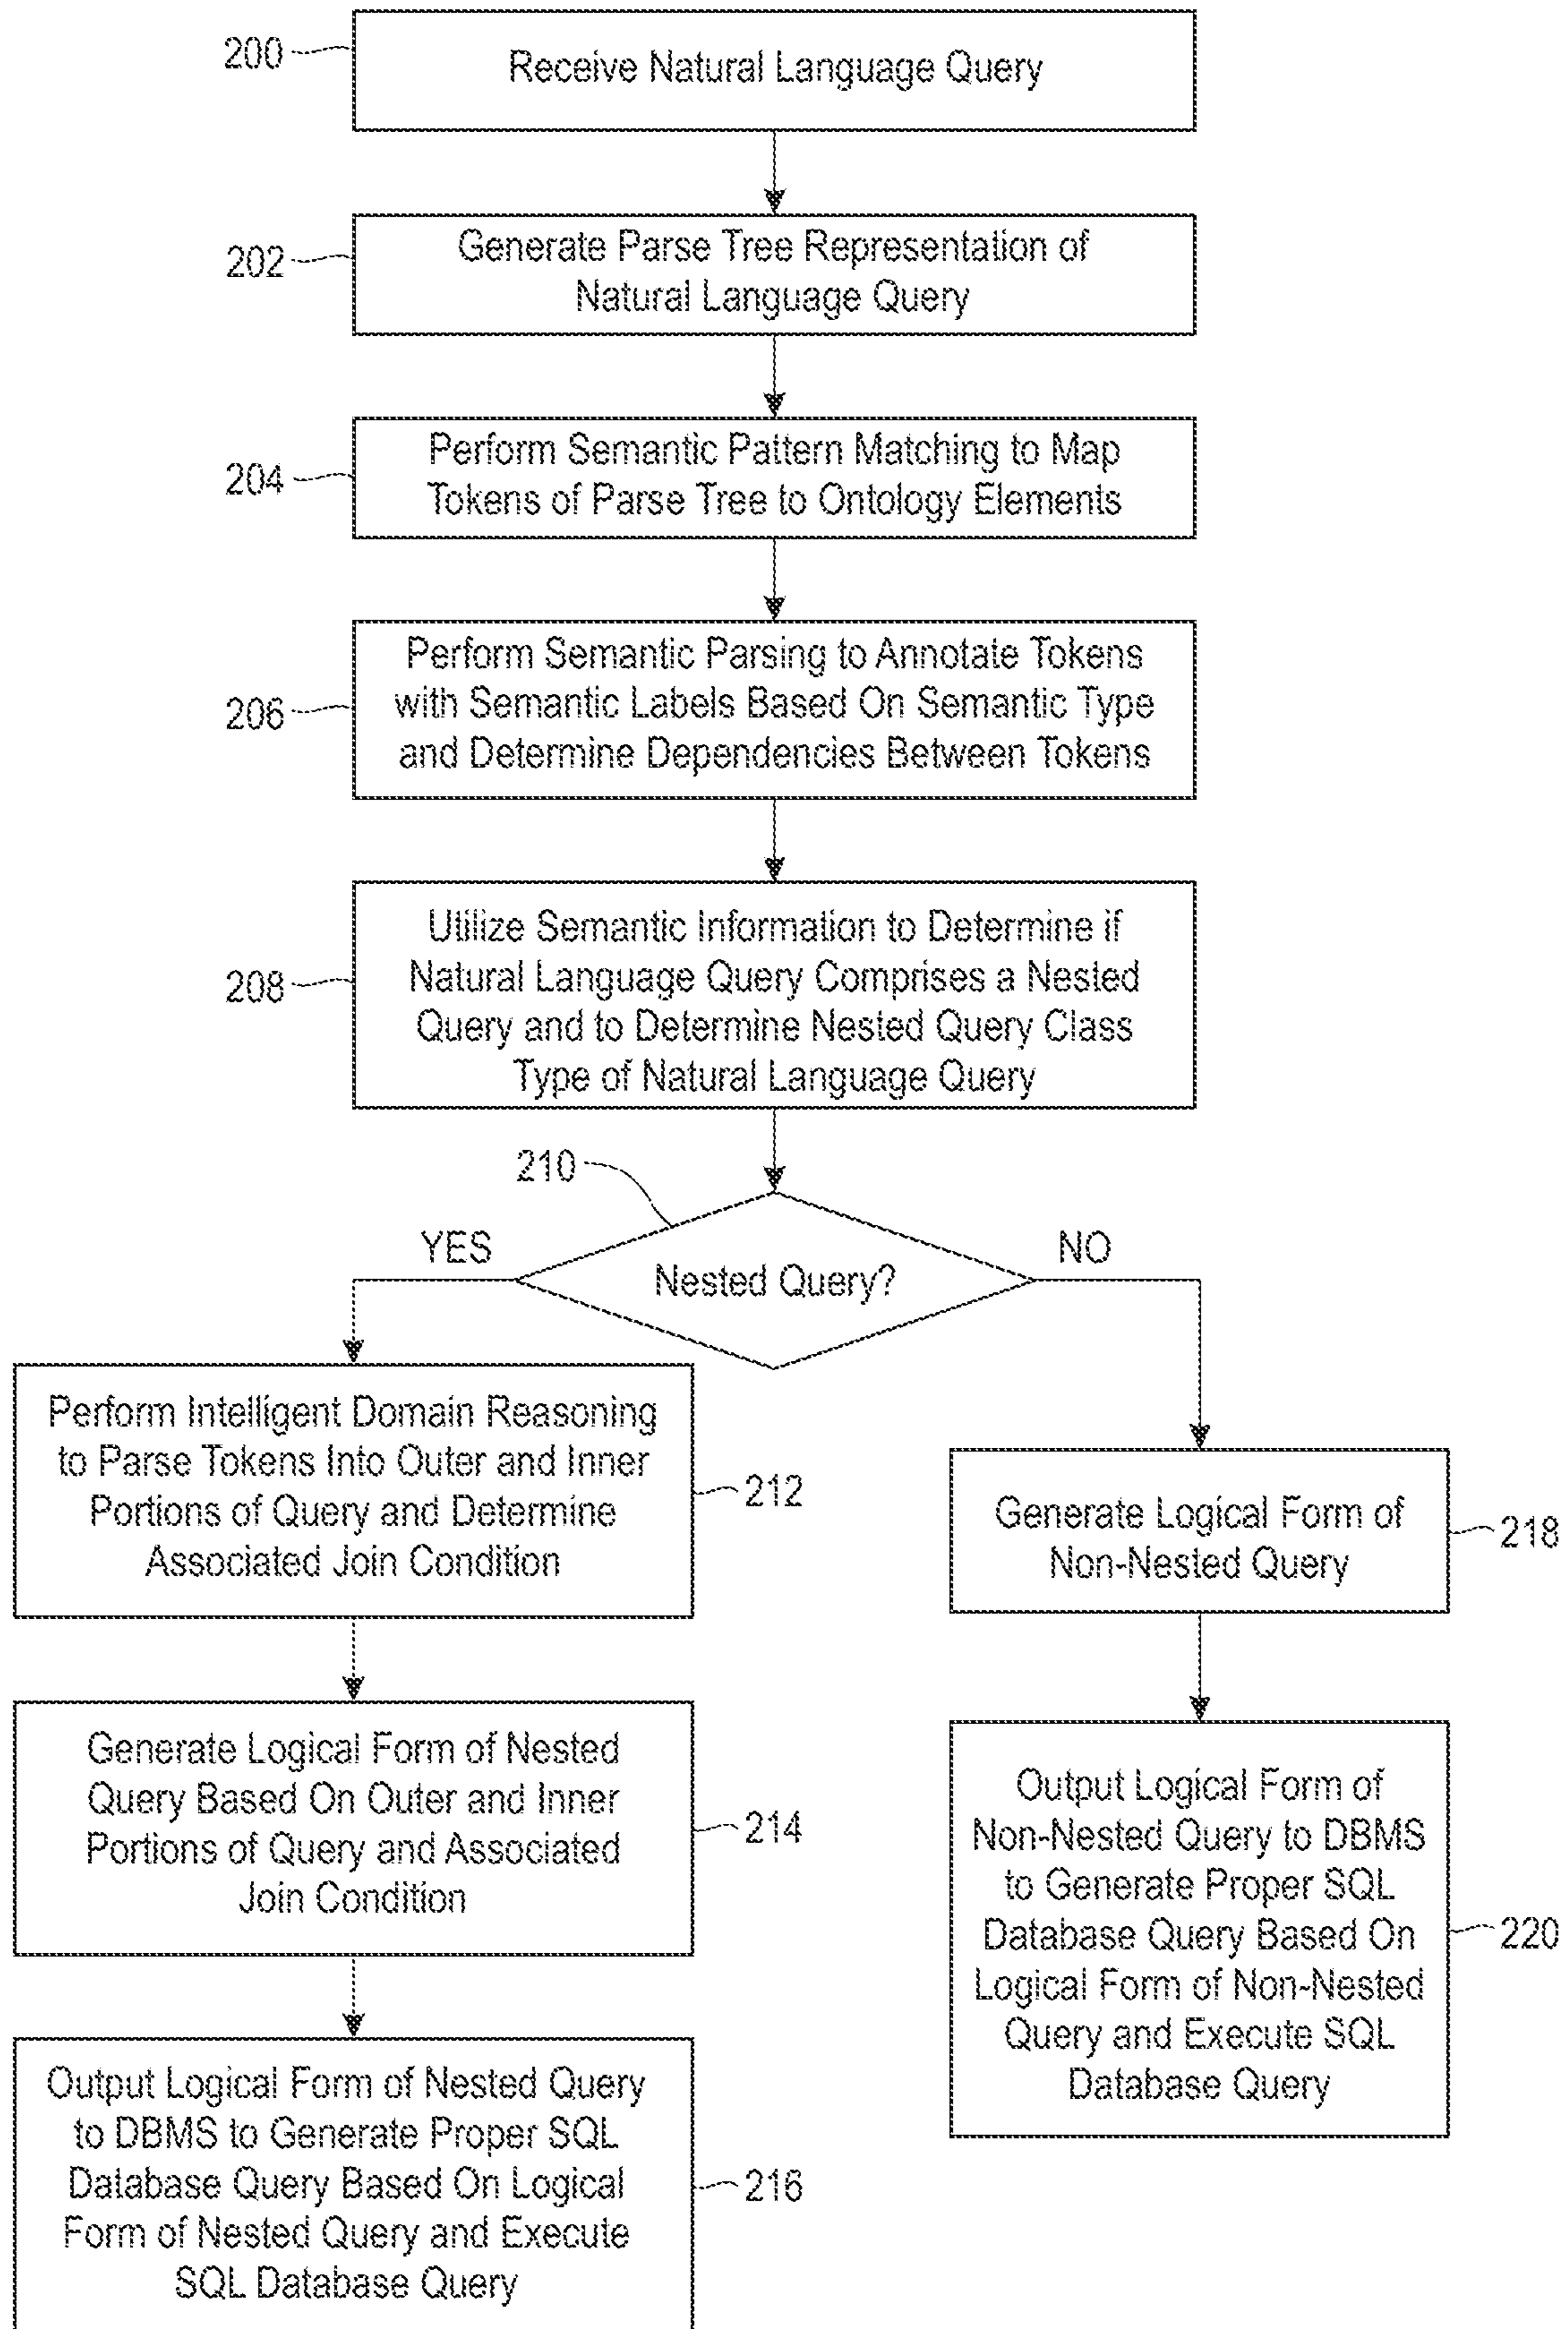 200
Receive Natural Language Query
202
Generate Parse Tree Representation of
Natural Language Query
204
Perform Semantic Pattern Matching to Map
Tokens of Parse Tree to Ontology Elements
206
Perform Semantic Parsing to Annotate Tokens
with Semantic Labels Based On Semantic Type
and Determine Dependencies Between Tokens
208
Utilize Semantic Information to Determine if
Natural Language Query Comprises a Nested
Query and to Determine Nested Query Class
Type of Natural Language Query
210
YES
Nested Query?
NO
Perform Intelligent Domain Reasoning
to Parse Tokens Into Outer and Inner
Portions of Query and Determine
Associated Join Condition
212
Generate Logical Form of Nested
Query Based On Outer and Inner
Portions of Query and Associated
Join Condition
214
Output Logical Form of Nested Query
to DBMS to Generate Proper SQL
Database Query Based On Logical
Form of Nested Query and Execute
SQL Database Query
216
Generate Logical Form of
Non-Nested Query
218
Output Logical Form of
Non-Nested Query to DBMS
to Generate Proper SQL
Database Query Based On
Logical Form of Non-Nested
Query and Execute SQL
Database Query
220